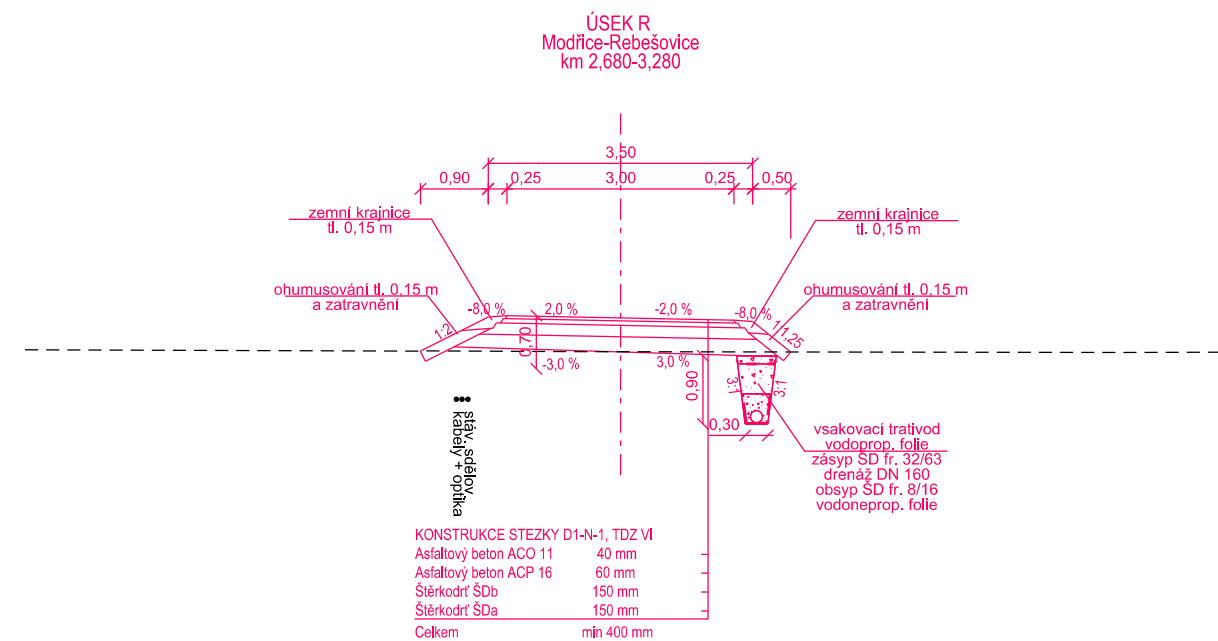 ÚSEK R
Modřice-Rebešovice
km 2,680-3,280
3,50
0,90
0,25
3,00
0,25
0,50
zemní krajnice
tl. 0,15 m
zemní krajnice
tl. 0,15 m
ohumusování tl. 0,15 m
a zatravnění
ohumusování tl. 0,15 m
a zatravnění
-8,0 %
2,0 %
-2,0 %
-8,0 %
1:2
1:1,25
0,70
-3,0 %
3,0 %
0,90
3:1
3:1
0,30
stáv. sdělov.
kabely + optika
vsakovací trativod
vodoprop. folie
zásyp ŠD fr. 32/63
drenáž DN 160
obsyp ŠD fr. 8/16
vodoneprop. folie
KONSTRUKCE STEZKY D1-N-1, TDZ VI
Asfaltový beton ACO 11 40 mm
Asfaltový beton ACP 16 60 mm
Štěrkodrť ŠDb 150 mm
Štěrkodrť ŠDa 150 mm
Celkem min 400 mm